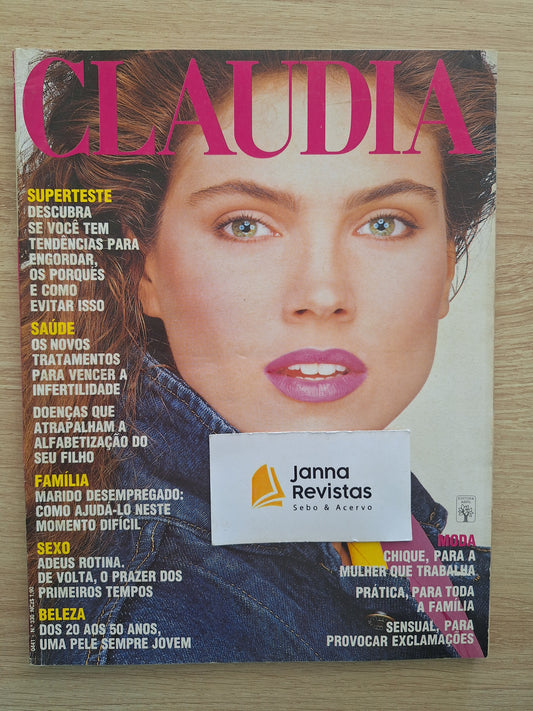 CLAUDIA
SUPERTESTE
DESCUBRA
SE VOCÊ TEM
TENDÊNCIAS PARA
ENGORDAR,
OS PORQUÊS
E COMO
EVITAR ISSO
SAÚDE
OS NOVOS
TRATAMENTOS
PARA VENCER A
INFERTILIDADE
DOENÇAS QUE
ATRAPALHAM A
ALFABETIZAÇÃO DO
SEU FILHO
FAMÍLIA
MARIDO DESEMPREGADO:
COMO AJUDÁ-LO NESTE
MOMENTO DIFÍCIL
SEXO
ADEUS ROTINA.
DE VOLTA, O PRAZER DOS
PRIMEIROS TEMPOS
BELEZA
DOS 20 AOS 50 ANOS,
UMA PELE SEMPRE JOVEM
Janna
Revistas
Sebo & Acervo
EDITORA
ABRIL
MODA
CHIQUE, PARA A
MULHER QUE TRABALHA
PRÁTICA, PARA TODA
A FAMÍLIA
SENSUAL, PARA
PROVOCAR EXCLAMAÇÕES